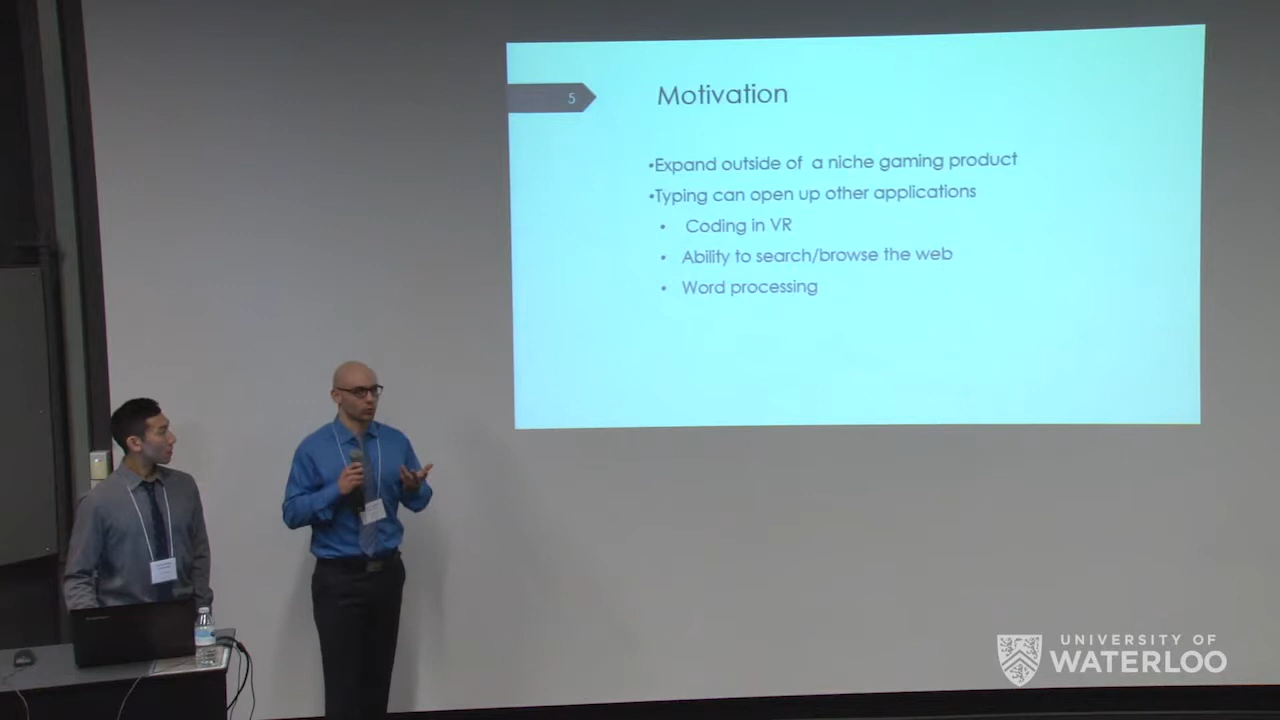 5
Motivation
•Expand outside of a niche gaming product
•Typing can open up other applications
• Coding in VR
• Ability to search/browse the web
• Word processing
UNIVERSITY OF
WATERLOO